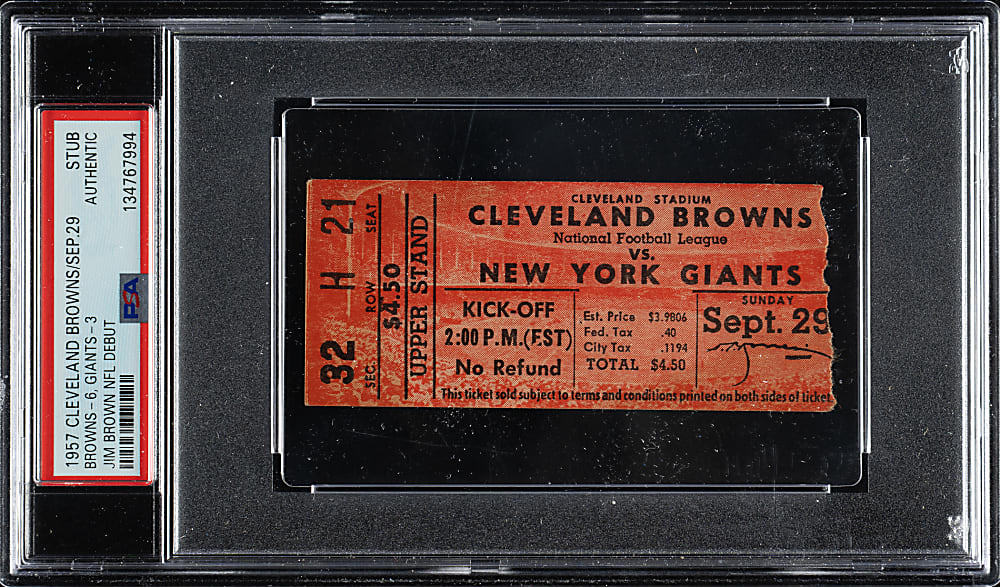 1957 CLEVELAND BROWNS/SEP.29 STUB
BROWNS - 6, GIANTS - 3 AUTHENTIC
JIM BROWN NFL DEBUT 134767994
PSA
32 H 21
SEC. ROW SEAT
$4.50
UPPER STAND
CLEVELAND STADIUM
CLEVELAND BROWNS
National Football League
VS.
NEW YORK GIANTS
KICK-OFF
2:00 P.M. (EST)
No Refund
Est. Price $3.9806
Fed. Tax .40
City Tax .1194
TOTAL $4.50
SUNDAY
Sept. 29
This ticket sold subject to terms and conditions printed on both sides of ticket